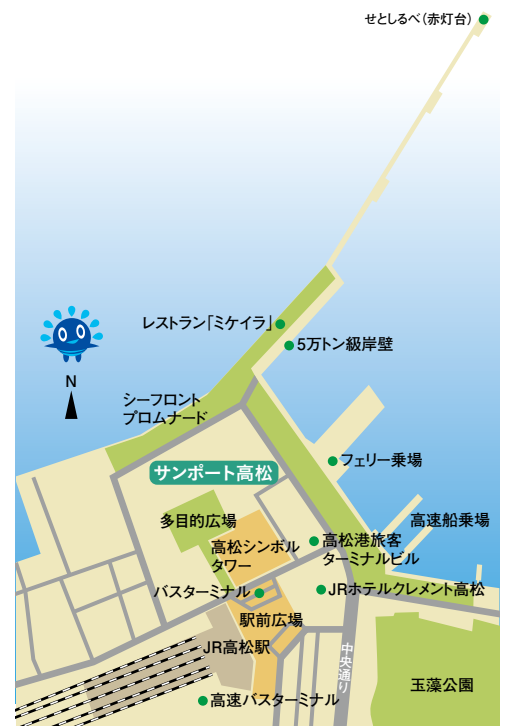 せとしるべ(赤灯台)
レストラン「ミケイラ」
5万トン級岸壁
N
シーフロント
プロムナード
サンポート高松
フェリー乗場
多目的広場
高速船乗場
高松シンボル
タワー
高松港旅客
ターミナルビル
バスターミナル
JRホテルクレメント高松
駅前広場
JR高松駅
中央通り
玉藻公園
高速バスターミナル